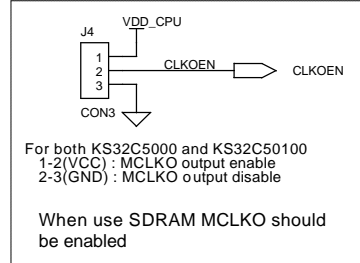 VDD_CPU
J4
1
2
3
CLKOEN
CLKOEN
CON3
For both KS32C5000 and KS32C50100
1-2(VCC) : MCLKO output enable
2-3(GND) : MCLKO output disable
When use SDRAM MCLKO should
be enabled